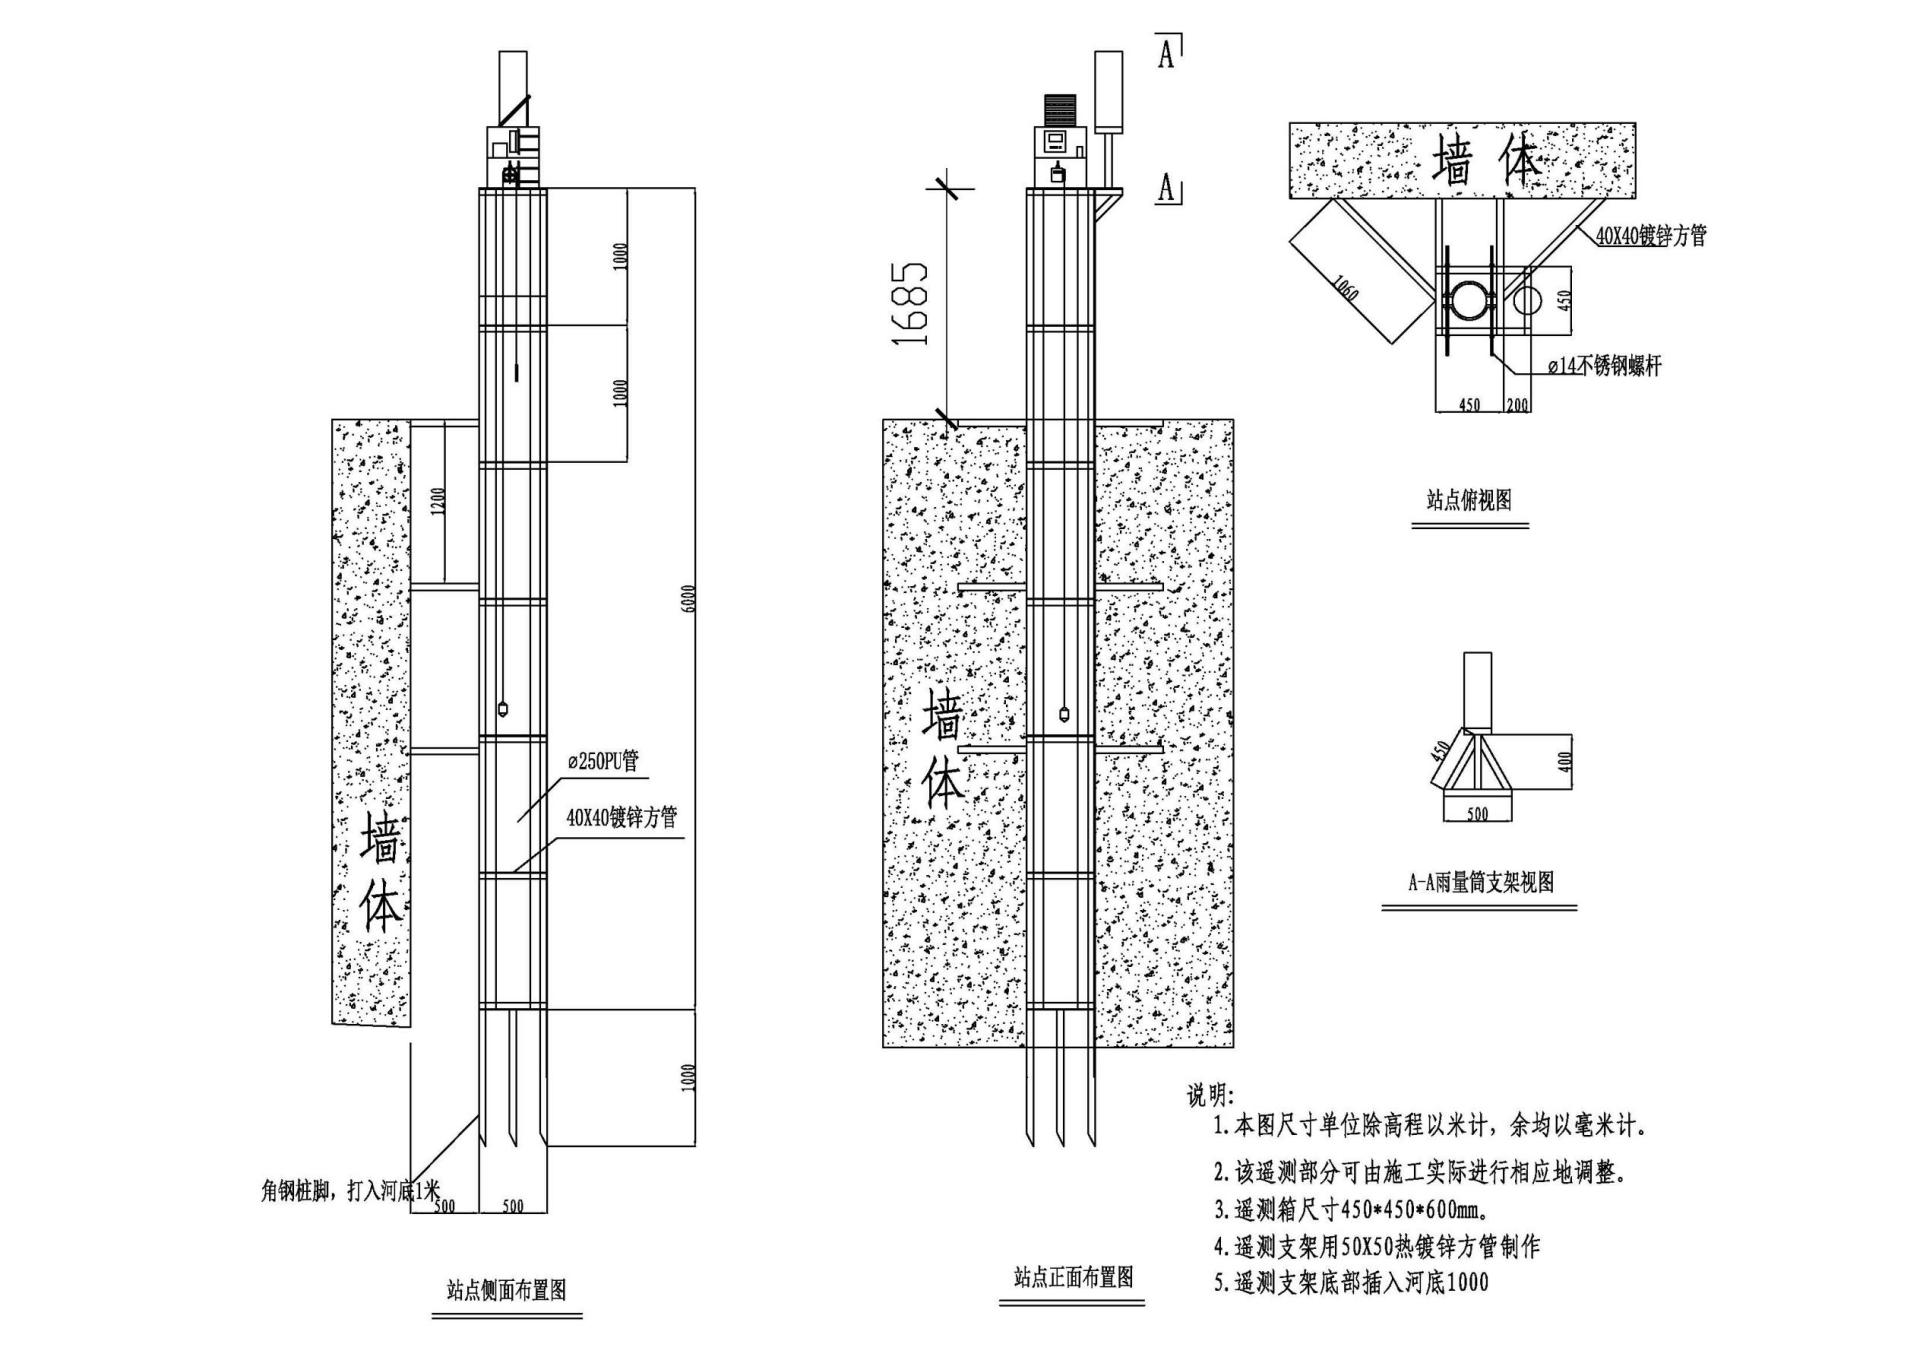 A
A
1685
1000
1000
1200
6000
1000
墙体
⌀250PU管
40X40镀锌方管
角钢桩脚，打入河底1米
500
500
站点侧面布置图
墙体
站点正面布置图
墙 体
40X40镀锌方管
1060
450
⌀14不锈钢螺杆
450
200
站点俯视图
450
400
500
A-A雨量筒支架视图
说明:
1.本图尺寸单位除高程以米计，余均以毫米计。
2.该遥测部分可由施工实际进行相应地调整。
3.遥测箱尺寸450*450*600mm。
4.遥测支架用50X50热镀锌方管制作
5.遥测支架底部插入河底1000